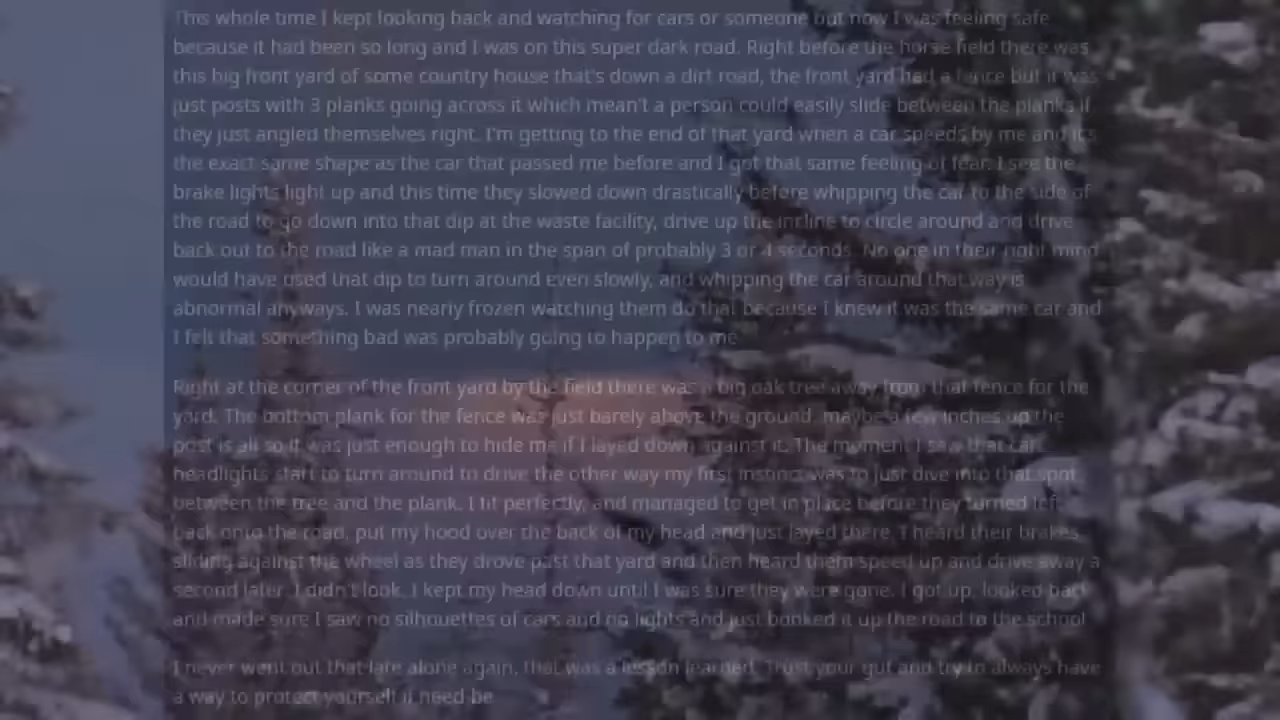 This whole time I kept looking back and watching for cars or someone but now I was feeling safe
because it had been so long and I was on this super dark road. Right before the horse field there was
this big front yard of some country house that's down a dirt road, the front yard had a fence but it was
just posts with 3 planks going across it which mean't a person could easily slide between the planks if
they just angled themselves right. I'm getting to the end of that yard when a car speeds by me and it's
the exact same shape as the car that passed me before and I got that same feeling of fear. I see the
brake lights light up and this time they slowed down drastically before whipping the car to the side of
the road to go down into that dip at the waste facility, drive up the incline to circle around and drive
back out to the road like a mad man in the span of probably 3 or 4 seconds. No one in their right mind
would have used that dip to turn around even slowly, and whipping the car around that way is
abnormal anyways. I was nearly frozen watching them do that because I knew it was the same car and
I felt that something bad was probably going to happen to me
Right at the corner of the front yard by the field there was a big oak tree away from that fence for the
yard. The bottom plank for the fence was just barely above the ground, maybe a few inches up the
post is all so it was just enough to hide me if I layed down against it. The moment I saw that car
headlights start to turn around to drive the other way my first instinct was to just dive into that spot
between the tree and the plank. I fit perfectly, and managed to get in place before they turned left
back onto the road, put my hood over the back of my head and just layed there. I heard their brakes
sliding against the wheel as they drove past that yard and then heard them speed up and drive away a
second later. I didn't look. I kept my head down until I was sure they were gone. I got up, looked back
and made sure I saw no silhouettes of cars and no lights and just booked it up the road to the school
I never went out that late alone again, that was a lesson learned. Trust your gut and try to always have
a way to protect yourself if need be